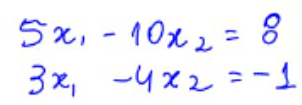 5x₁ - 10x₂ = 8
3x₁ - 4x₂ = -1